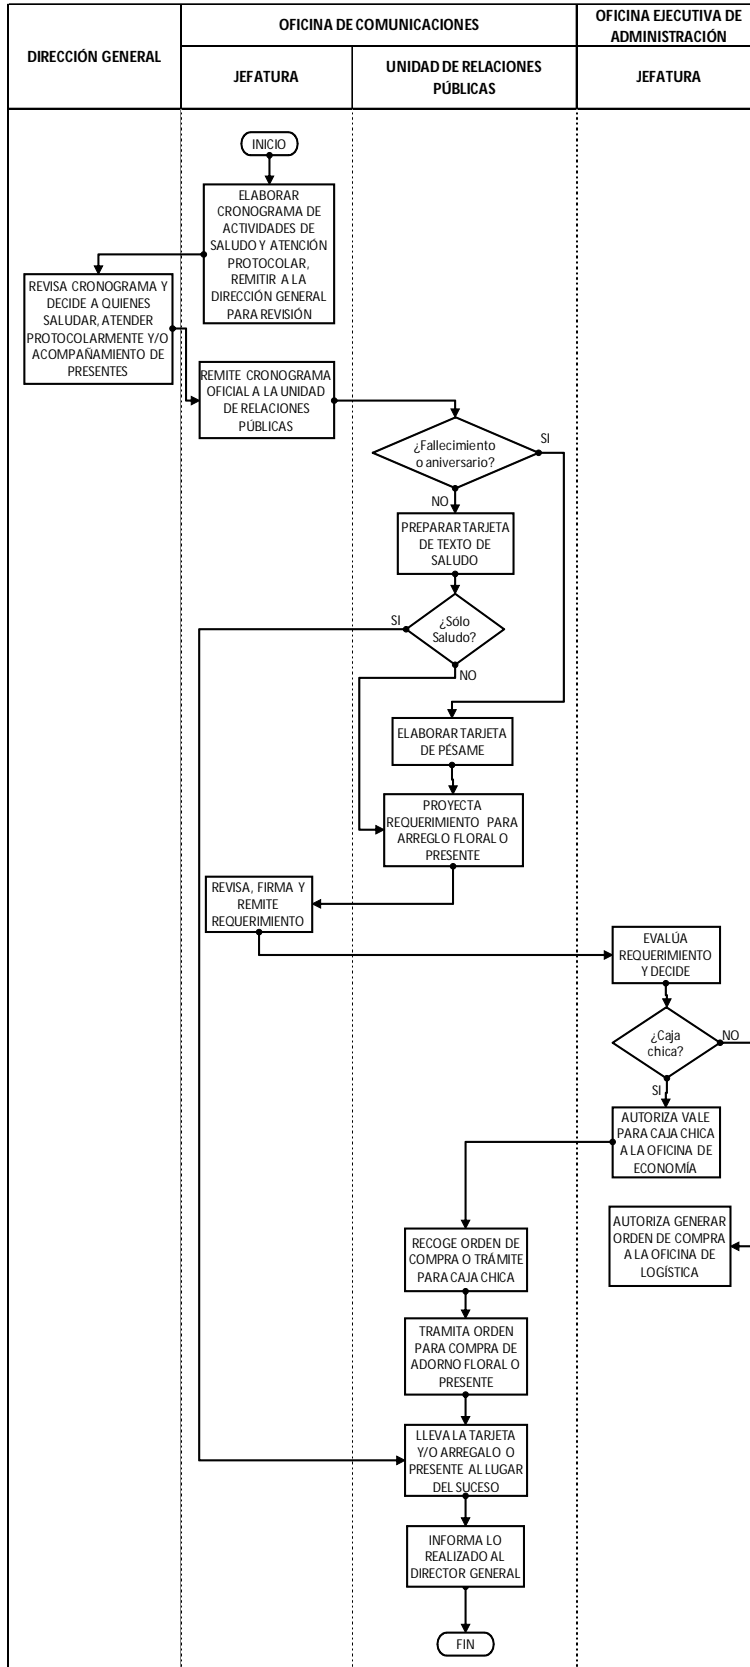 DIRECCIÓN GENERAL
OFICINA DE COMUNICACIONES
OFICINA EJECUTIVA DE
ADMINISTRACIÓN
JEFATURA
UNIDAD DE RELACIONES
PÚBLICAS
JEFATURA
INICIO
ELABORAR
CRONOGRAMA DE
ACTIVIDADES DE
SALUDO Y ATENCIÓN
PROTOCOLAR,
REMITIR A LA
DIRECCIÓN GENERAL
PARA REVISIÓN
REVISA CRONOGRAMA Y
DECIDE A QUIENES
SALUDAR, ATENDER
PROTOCOLARMENTE Y/O
ACOMPAÑAMIENTO DE
PRESENTES
REMITE CRONOGRAMA
OFICIAL A LA UNIDAD
DE RELACIONES
PÚBLICAS
¿Fallecimiento
o aniversario?
SI
NO
PREPARAR TARJETA
DE TEXTO DE
SALUDO
¿Sólo
Saludo?
SI
NO
ELABORAR TARJETA
DE PÉSAME
PROYECTA
REQUERIMIENTO PARA
ARREGLO FLORAL O
PRESENTE
REVISA, FIRMA Y
REMITE
REQUERIMIENTO
EVALÚA
REQUERIMIENTO
Y DECIDE
¿Caja
chica?
NO
SI
AUTORIZA VALE
PARA CAJA CHICA
A LA OFICINA DE
ECONOMÍA
AUTORIZA GENERAR
ORDEN DE COMPRA
A LA OFICINA DE
LOGÍSTICA
RECOGE ORDEN DE
COMPRA O TRÁMITE
PARA CAJA CHICA
TRAMITA ORDEN
PARA COMPRA DE
ADORNO FLORAL O
PRESENTE
LLEVA LA TARJETA
Y/O ARREGALO O
PRESENTE AL LUGAR
DEL SUCESO
INFORMA LO
REALIZADO AL
DIRECTOR GENERAL
FIN